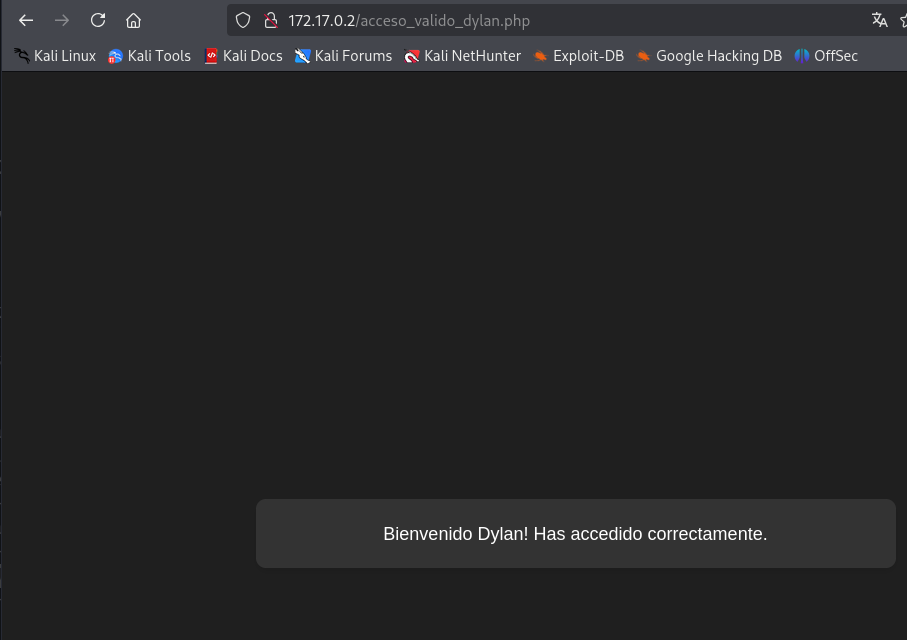 172.17.0.2/acceso_valido_dylan.php
Kali Linux Kali Tools Kali Docs Kali Forums Kali NetHunter Exploit-DB Google Hacking DB OffSec
Bienvenido Dylan! Has accedido correctamente.